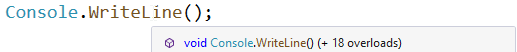 Console.WriteLine();
void Console.WriteLine() (+ 18 overloads)